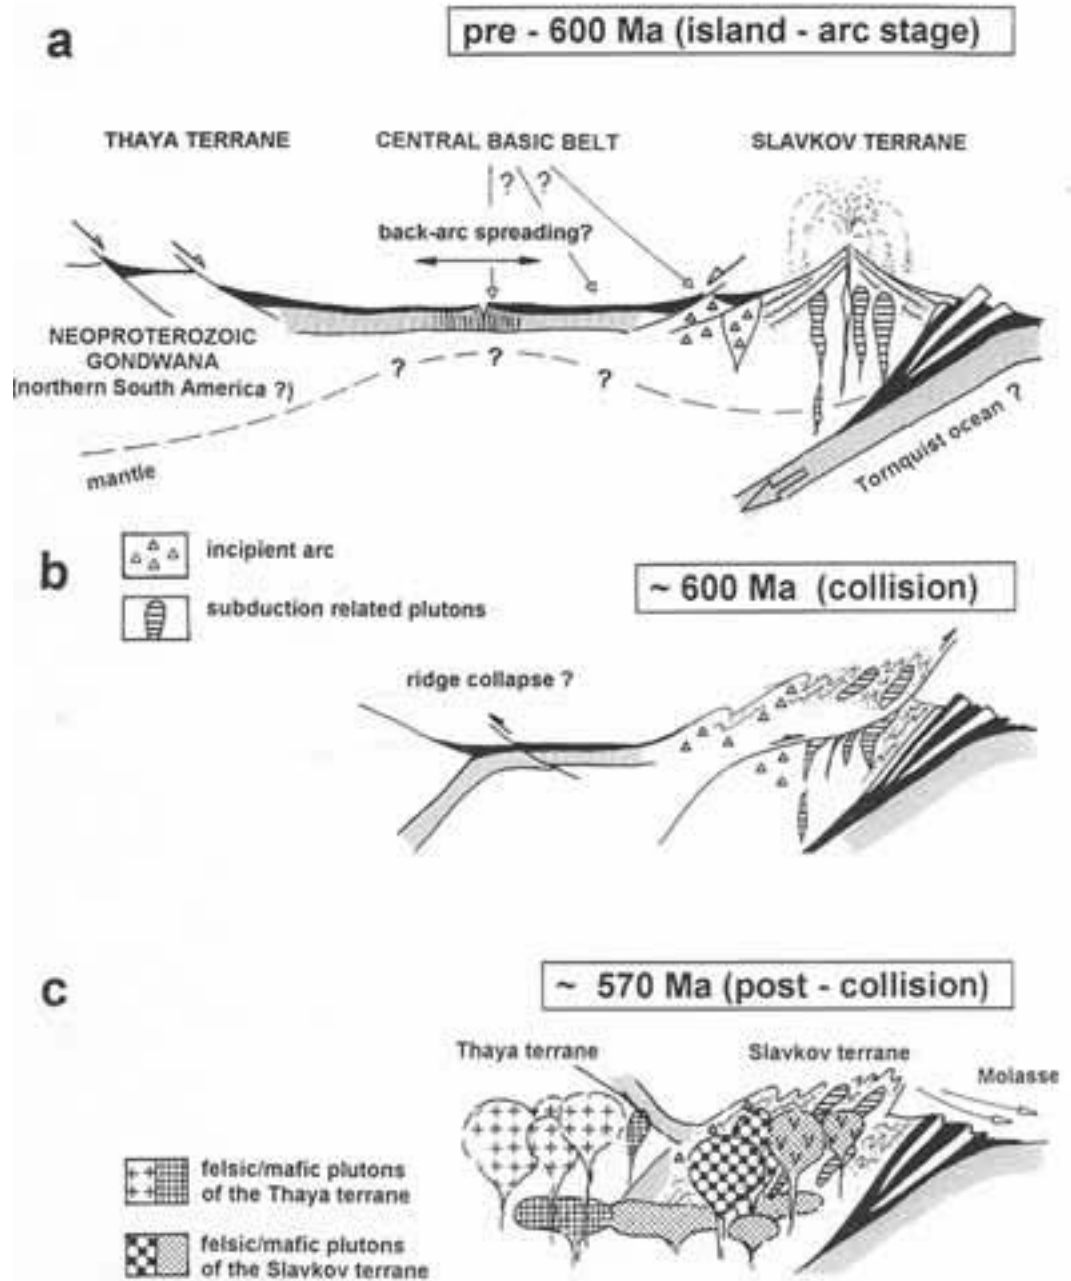 a
pre - 600 Ma (island - arc stage)
THAYA TERRANE
CENTRAL BASIC BELT
SLAVKOV TERRANE
? ?
back-arc spreading?
NEOPROTEROZOIC
GONDWANA
(northern South America ?)
? ? ?
mantle
Tornquist ocean ?
incipient arc
subduction related plutons
b
~ 600 Ma (collision)
ridge collapse ?
c
~ 570 Ma (post - collision)
Thaya terrane
Slavkov terrane
Molasse
felsic/mafic plutons
of the Thaya terrane
felsic/mafic plutons
of the Slavkov terrane